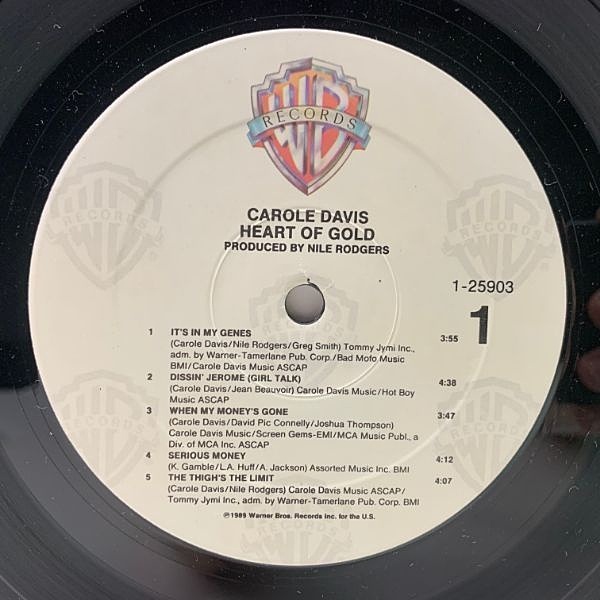 WB
RECORDS
CAROLE DAVIS
HEART OF GOLD
PRODUCED BY NILE RODGERS
1-25903
1
1 IT'S IN MY GENES
(Carole Davis/Nile Rodgers/Greg Smith) Tommy Jymi Inc., 3:55
adm. by Warner-Tamerlane Pub. Corp./Bad Mofo Music
BMI/Carole Davis Music ASCAP
2 DISSIN' JEROME (GIRL TALK) 4:38
(Carole Davis/Jean Beauvoir) Carole Davis Music/Hot Boy
Music ASCAP
3 WHEN MY MONEY'S GONE 3:47
(Carole Davis/David Pic Connelly/Joshua Thompson)
Carole Davis Music/Screen Gems-EMI/MCA Music Publ., a
Div. of MCA Inc. ASCAP
4 SERIOUS MONEY 4:12
(K. Gamble/L.A. Huff/A. Jackson) Assorted Music Inc. BMI
5 THE THIGH'S THE LIMIT 4:07
(Carole Davis/Nile Rodgers) Carole Davis Music ASCAP/
Tommy Jymi Inc., adm. by Warner-Tamerlane Pub. Corp. BMI
℗1989 Warner Bros. Records Inc. for the U.S.